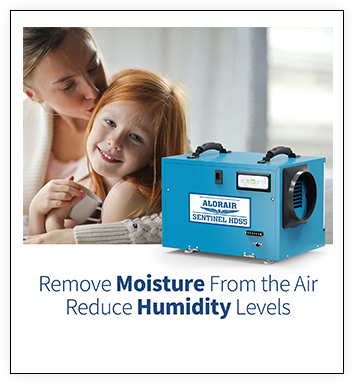 ALORAIR
SENTINEL HD55
Remove Moisture From the Air
Reduce Humidity Levels